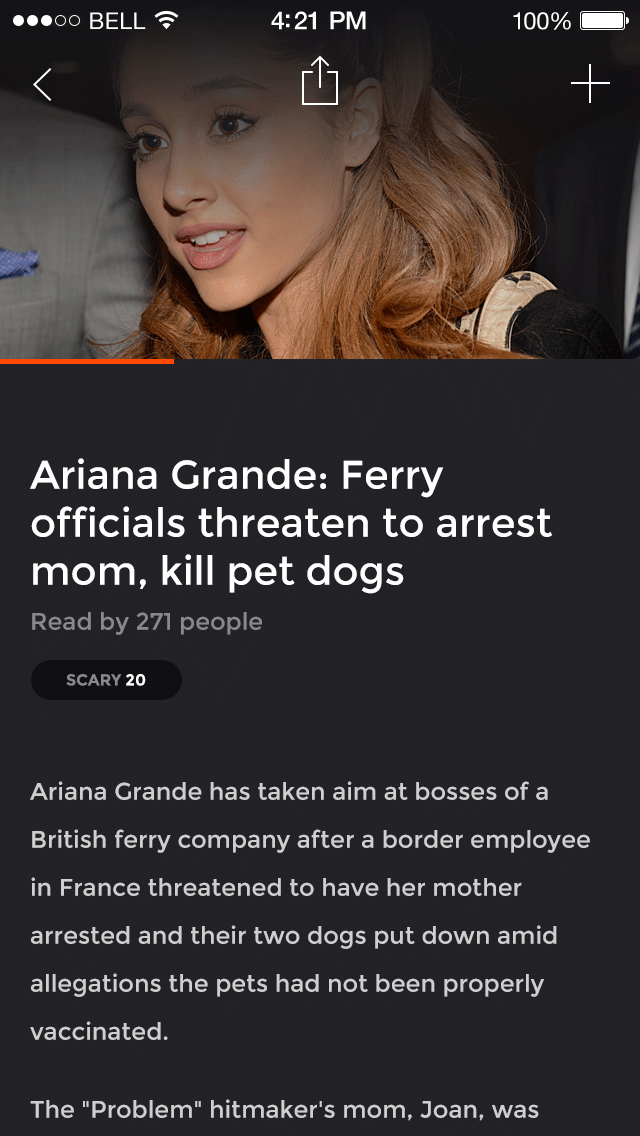 BELL 4:21 PM 100%
Ariana Grande: Ferry
officials threaten to arrest
mom, kill pet dogs
Read by 271 people
SCARY 20
Ariana Grande has taken aim at bosses of a
British ferry company after a border employee
in France threatened to have her mother
arrested and their two dogs put down amid
allegations the pets had not been properly
vaccinated.
The "Problem" hitmaker's mom, Joan, was